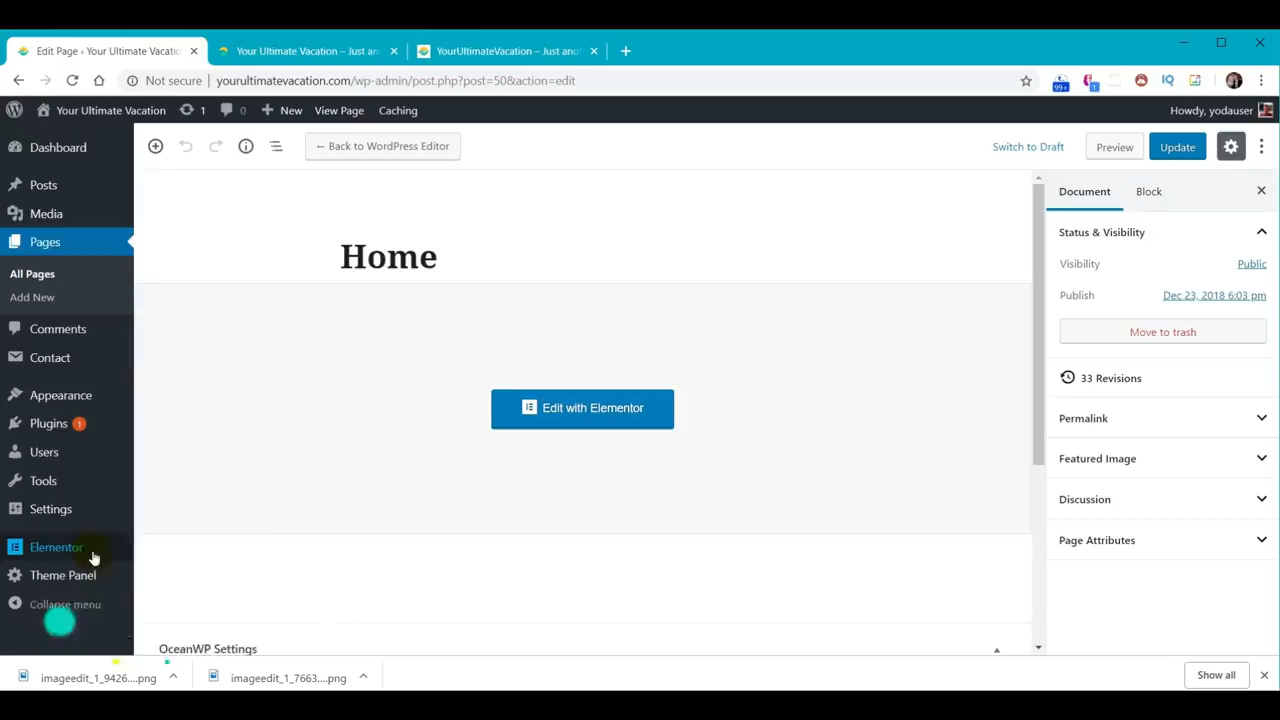 Edit Page ‹ Your Ultimate Vacatio
Your Ultimate Vacation – Just an
YourUltimateVacation – Just ano
Not secure
yourultimatevacation.com/wp-admin/post.php?post=50&action=edit
99+
1
IQ
Your Ultimate Vacation
1
0
New
View Page
Caching
Howdy, yodauser
Dashboard
Posts
Media
Pages
All Pages
Add New
Comments
Contact
Appearance
Plugins 1
Users
Tools
Settings
Elementor
Theme Panel
Collapse menu
← Back to WordPress Editor
Switch to Draft
Preview
Update
Home
Edit with Elementor
OceanWP Settings
Document
Block
Status & Visibility
Visibility
Public
Publish
Dec 23, 2018 6:03 pm
Move to trash
33 Revisions
Permalink
Featured Image
Discussion
Page Attributes
imageedit_1_9426....png
imageedit_1_7663....png
Show all